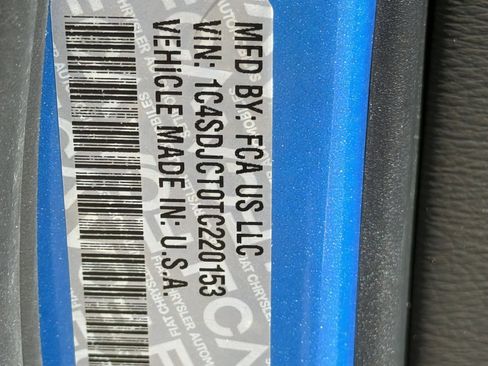 MFD BY: FCA US LLC
VIN: 1C4SDJCT0TC220153
VEHICLE MADE IN: U.S.A